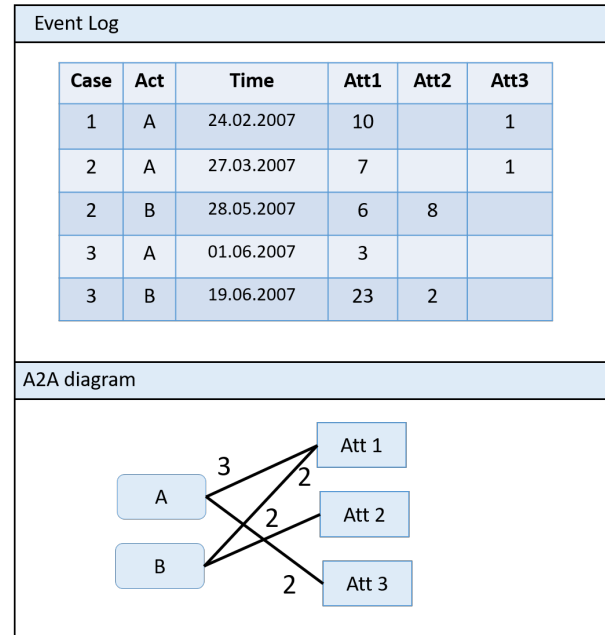 Event Log
Case Act Time Att1 Att2 Att3
1 A 24.02.2007 10 1
2 A 27.03.2007 7 1
2 B 28.05.2007 6 8
3 A 01.06.2007 3
3 B 19.06.2007 23 2
A2A diagram
3
Att 1
2
A
2
Att 2
B
2
Att 3